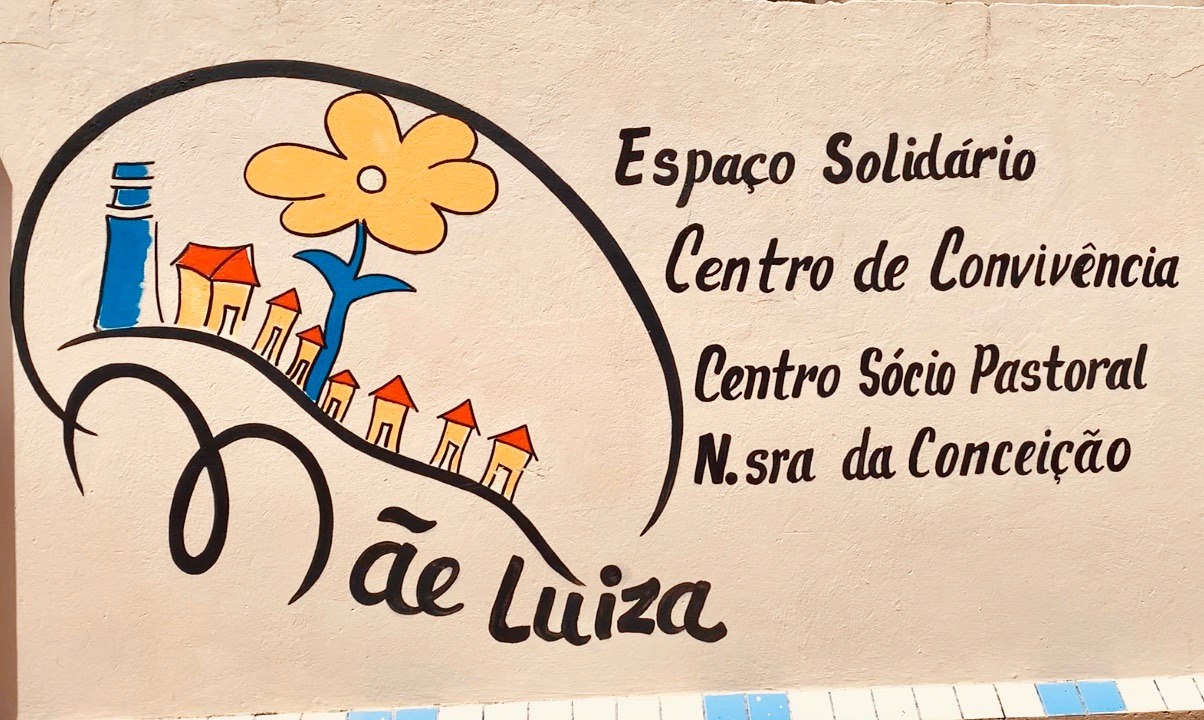 Espaço Solidário
Centro de Convivência
Centro Sócio Pastoral
N.sra da Conceição
Mãe Luiza